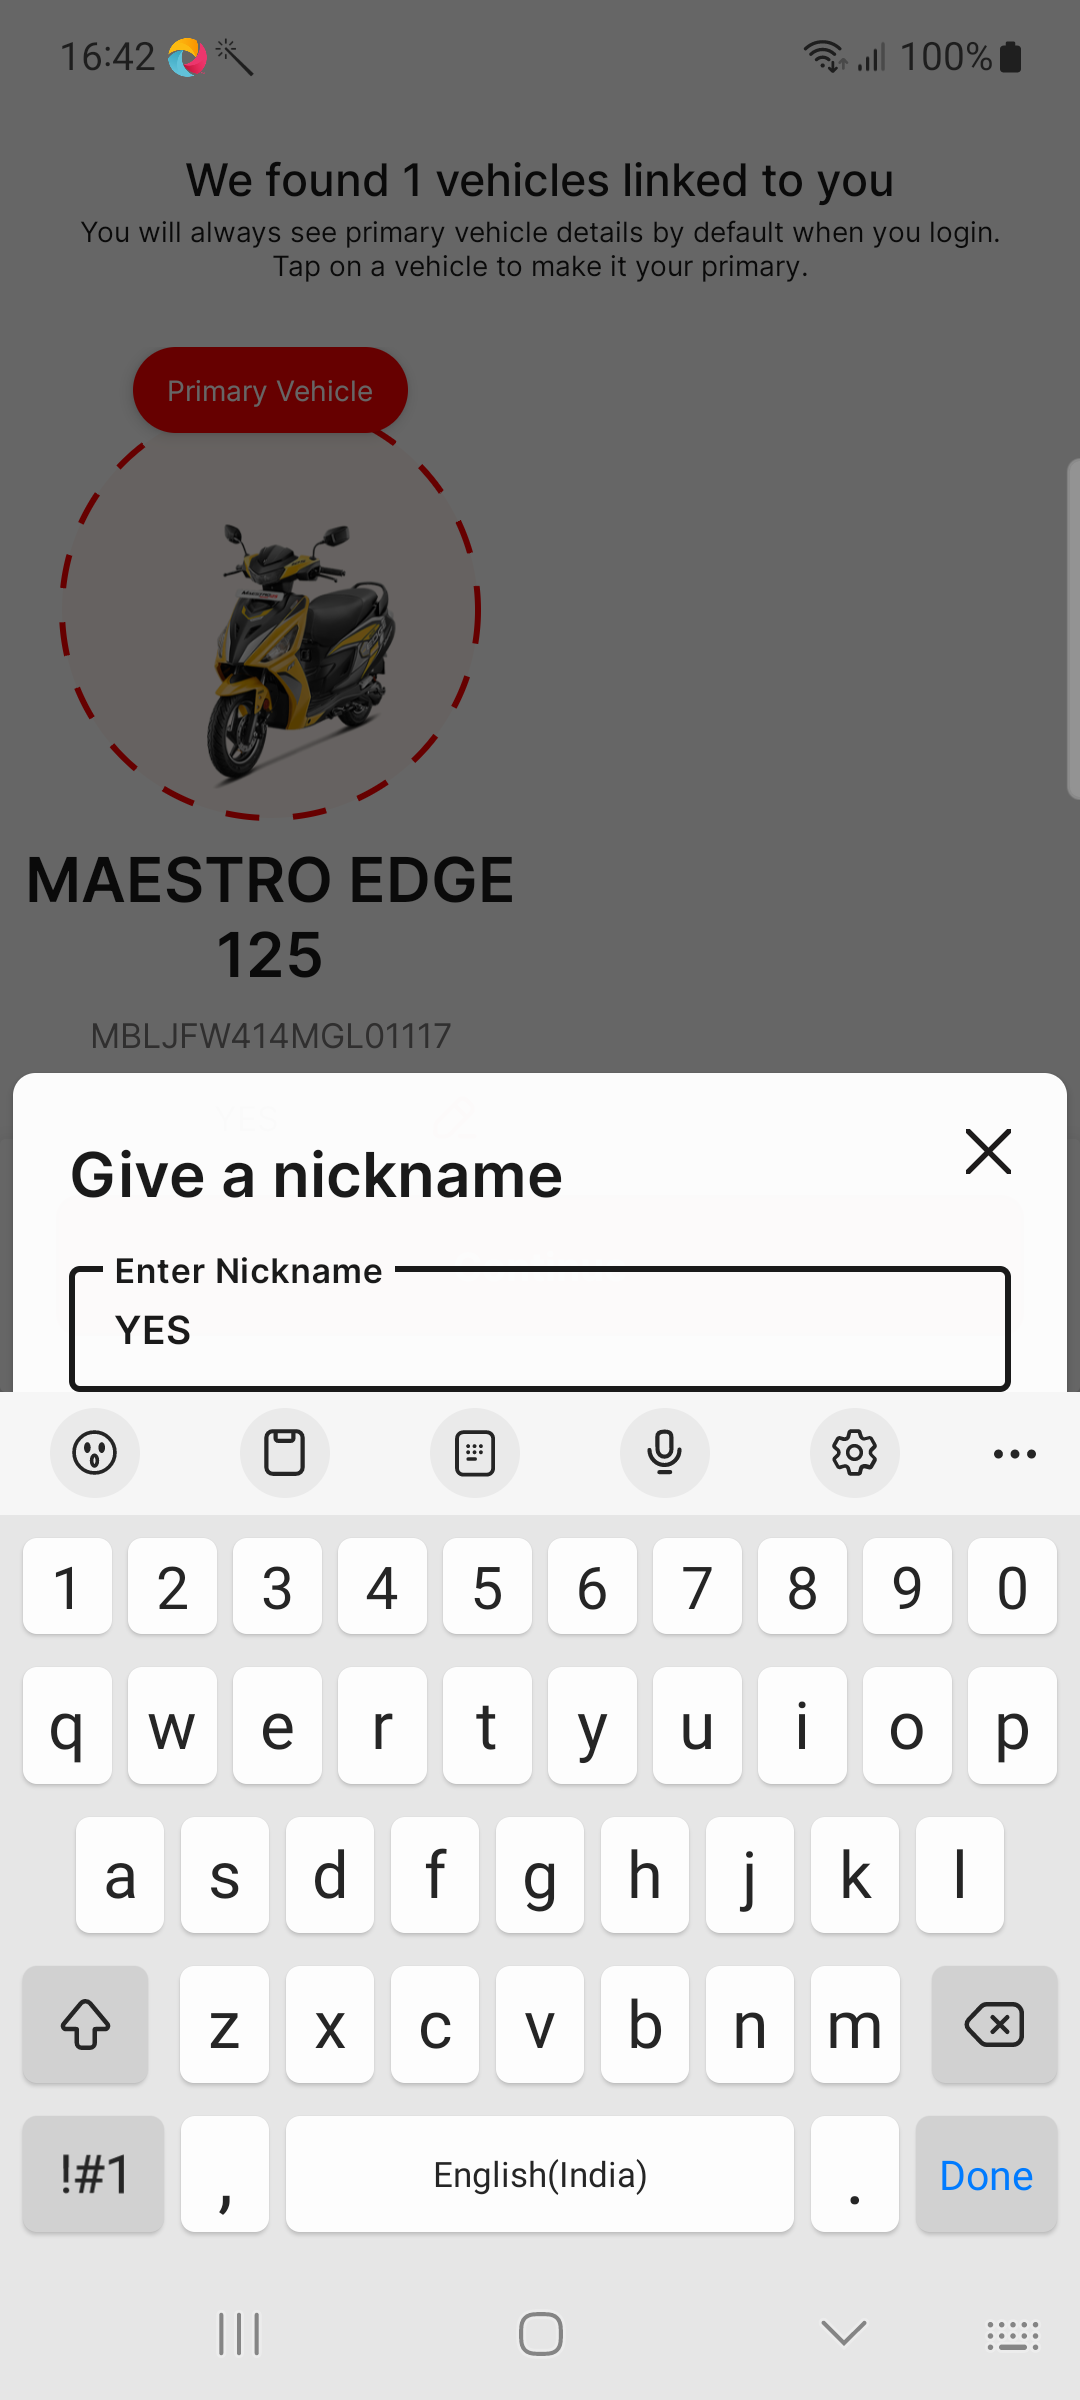 16:42
100%
We found 1 vehicles linked to you
You will always see primary vehicle details by default when you login.
Tap on a vehicle to make it your primary.
Primary Vehicle
MAESTRO EDGE
125
MBLJFW414MGL01117
Give a nickname
Enter Nickname
YES
1 2 3 4 5 6 7 8 9 0
q w e r t y u i o p
a s d f g h j k l
z x c v b n m
!#1 , English(India) . Done